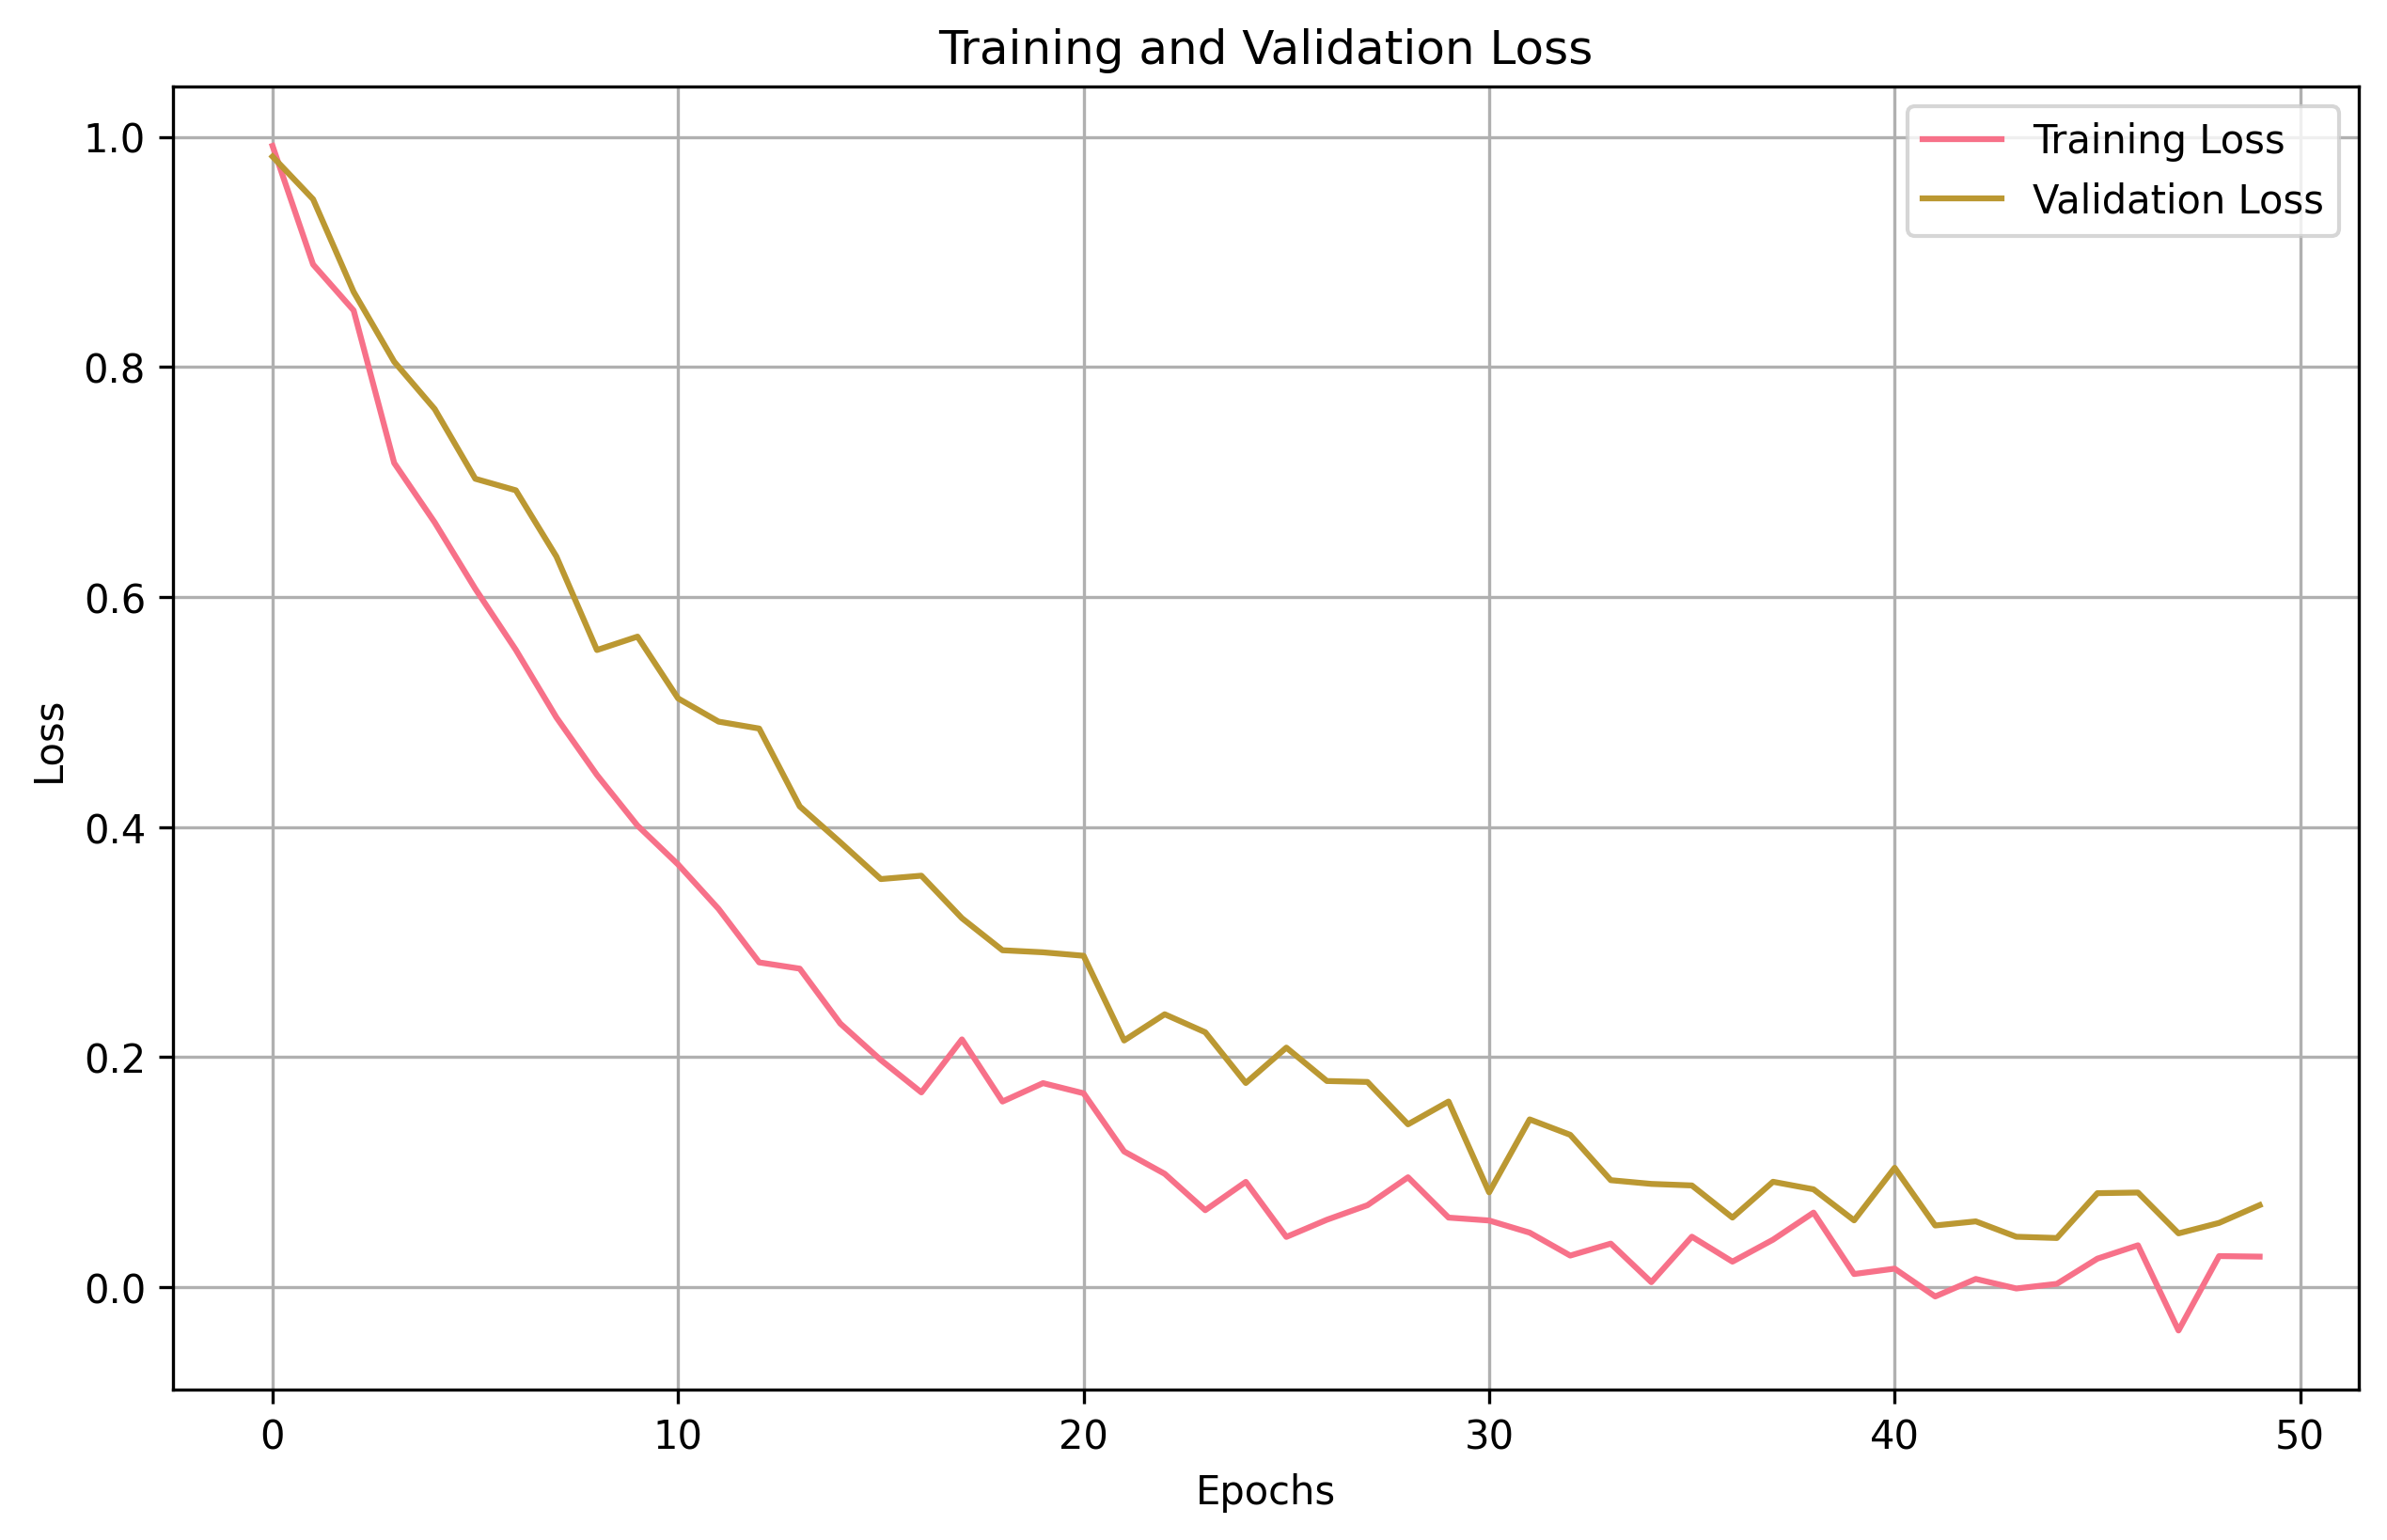 Training and Validation Loss
Training Loss
Validation Loss
1.0
0.8
0.6
0.4
0.2
0.0
Loss
0 10 20 30 40 50
Epochs